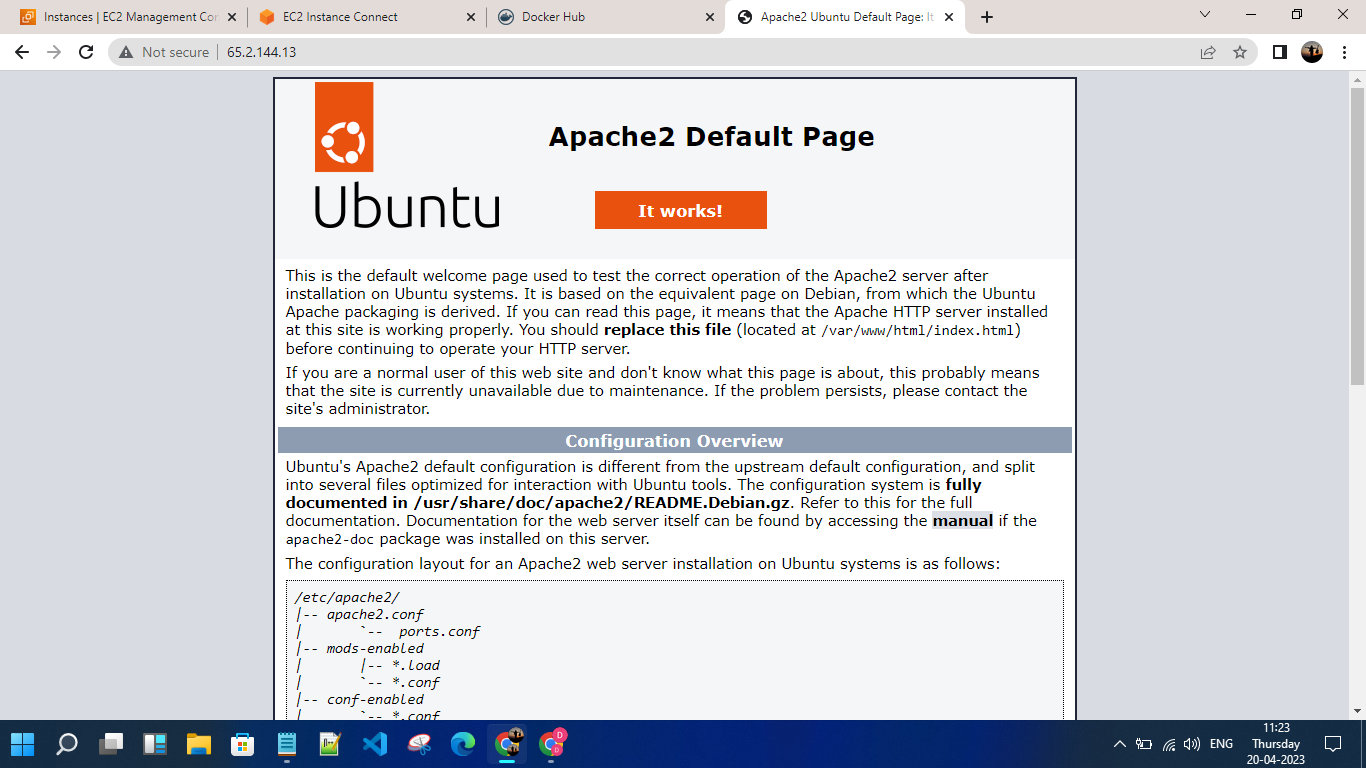 Instances | EC2 Management Con
EC2 Instance Connect
Docker Hub
Apache2 Ubuntu Default Page: It
Not secure
65.2.144.13
Apache2 Default Page
Ubuntu
It works!
This is the default welcome page used to test the correct operation of the Apache2 server after
installation on Ubuntu systems. It is based on the equivalent page on Debian, from which the Ubuntu
Apache packaging is derived. If you can read this page, it means that the Apache HTTP server installed
at this site is working properly. You should replace this file (located at /var/www/html/index.html)
before continuing to operate your HTTP server.
If you are a normal user of this web site and don't know what this page is about, this probably means
that the site is currently unavailable due to maintenance. If the problem persists, please contact the
site's administrator.
Configuration Overview
Ubuntu's Apache2 default configuration is different from the upstream default configuration, and split
into several files optimized for interaction with Ubuntu tools. The configuration system is fully
documented in /usr/share/doc/apache2/README.Debian.gz. Refer to this for the full
documentation. Documentation for the web server itself can be found by accessing the manual if the
apache2-doc package was installed on this server.
The configuration layout for an Apache2 web server installation on Ubuntu systems is as follows:
/etc/apache2/
|-- apache2.conf
|       `--  ports.conf
|-- mods-enabled
|       |-- *.load
|       `-- *.conf
|-- conf-enabled
|       `-- *.conf
ENG
11:23
Thursday
20-04-2023